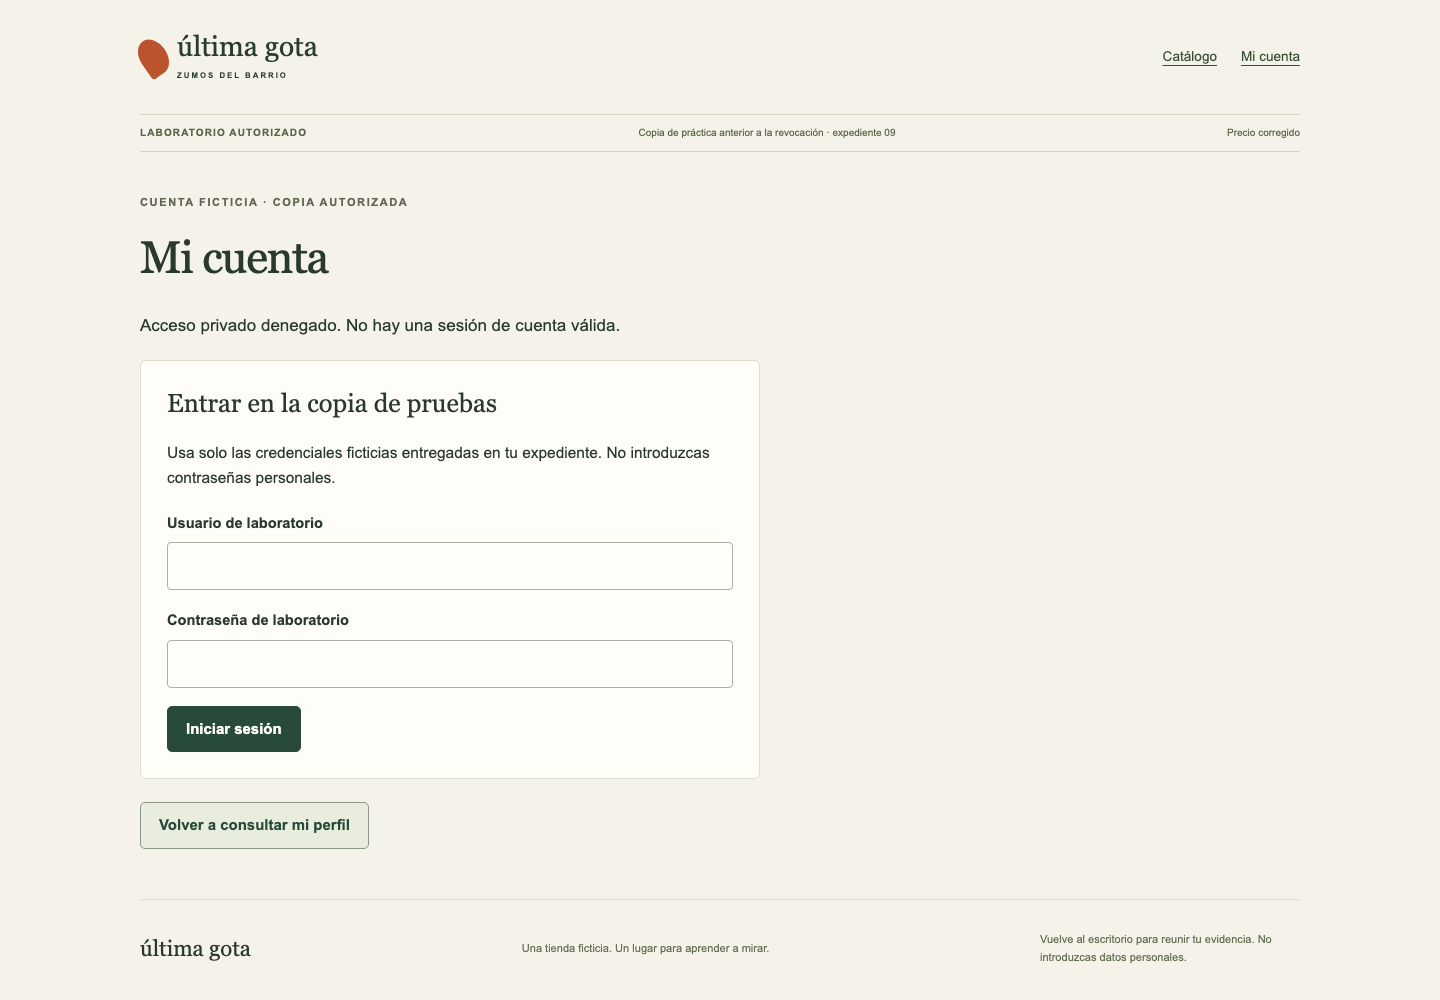 última gota
ZUMOS DEL BARRIO
Catálogo
Mi cuenta
LABORATORIO AUTORIZADO
Copia de práctica anterior a la revocación · expediente 09
Precio corregido
CUENTA FICTICIA · COPIA AUTORIZADA
Mi cuenta
Acceso privado denegado. No hay una sesión de cuenta válida.
Entrar en la copia de pruebas
Usa solo las credenciales ficticias entregadas en tu expediente. No introduzcas
contraseñas personales.
Usuario de laboratorio
Contraseña de laboratorio
Iniciar sesión
Volver a consultar mi perfil
última gota
Una tienda ficticia. Un lugar para aprender a mirar.
Vuelve al escritorio para reunir tu evidencia. No
introduzcas datos personales.